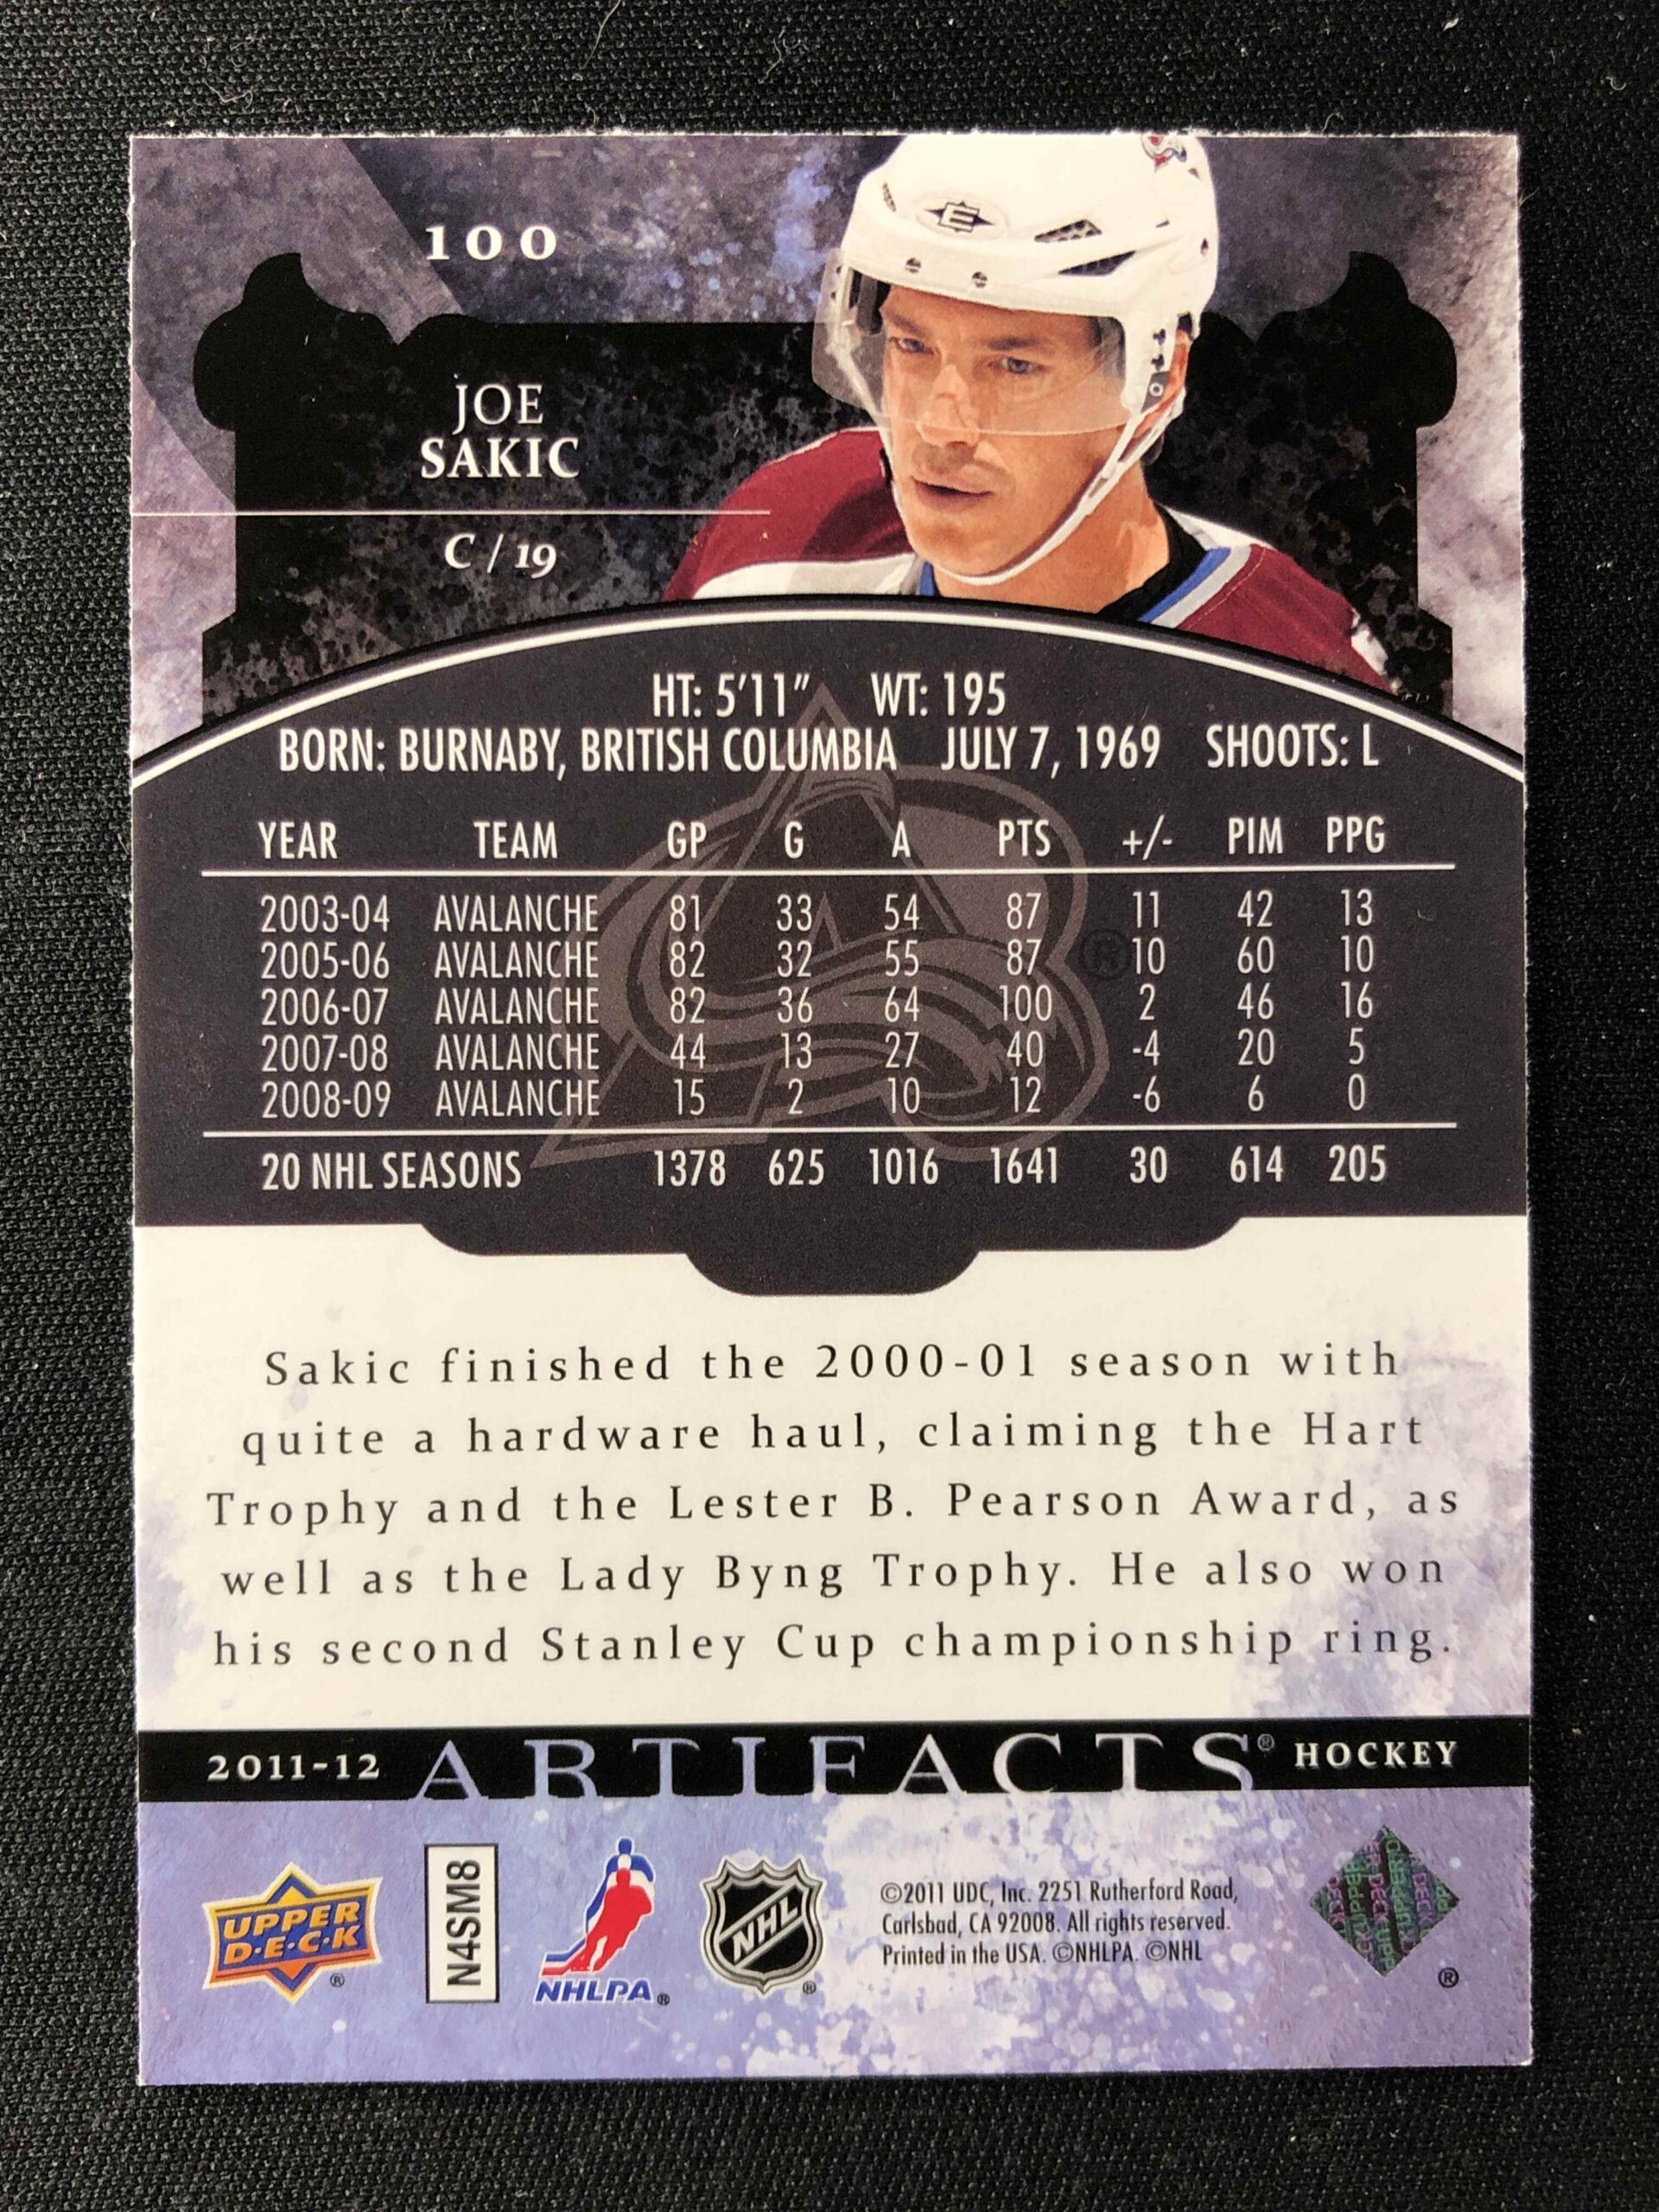 100
E
JOE
SAKIC
C / 19
HT: 5'11" WT: 195
BORN: BURNABY, BRITISH COLUMBIA JULY 7, 1969 SHOOTS: L
YEAR TEAM GP G A PTS +/- PIM PPG
2003-04 AVALANCHE 81 33 54 87 11 42 13
2005-06 AVALANCHE 82 32 55 87 10 60 10
2006-07 AVALANCHE 82 36 64 100 2 46 16
2007-08 AVALANCHE 44 13 27 40 -4 20 5
2008-09 AVALANCHE 15 2 10 12 -6 6 0
20 NHL SEASONS 1378 625 1016 1641 30 614 205
Sakic finished the 2000-01 season with
quite a hardware haul, claiming the Hart
Trophy and the Lester B. Pearson Award, as
well as the Lady Byng Trophy. He also won
his second Stanley Cup championship ring.
2011-12 ARTIFACTS® HOCKEY
UPPER
D·E·C·K
®
N4SM8
NHLPA®
NHL
®
©2011 UDC, Inc. 2251 Rutherford Road,
Carlsbad, CA 92008. All rights reserved.
Printed in the USA. ©NHLPA. ©NHL
®